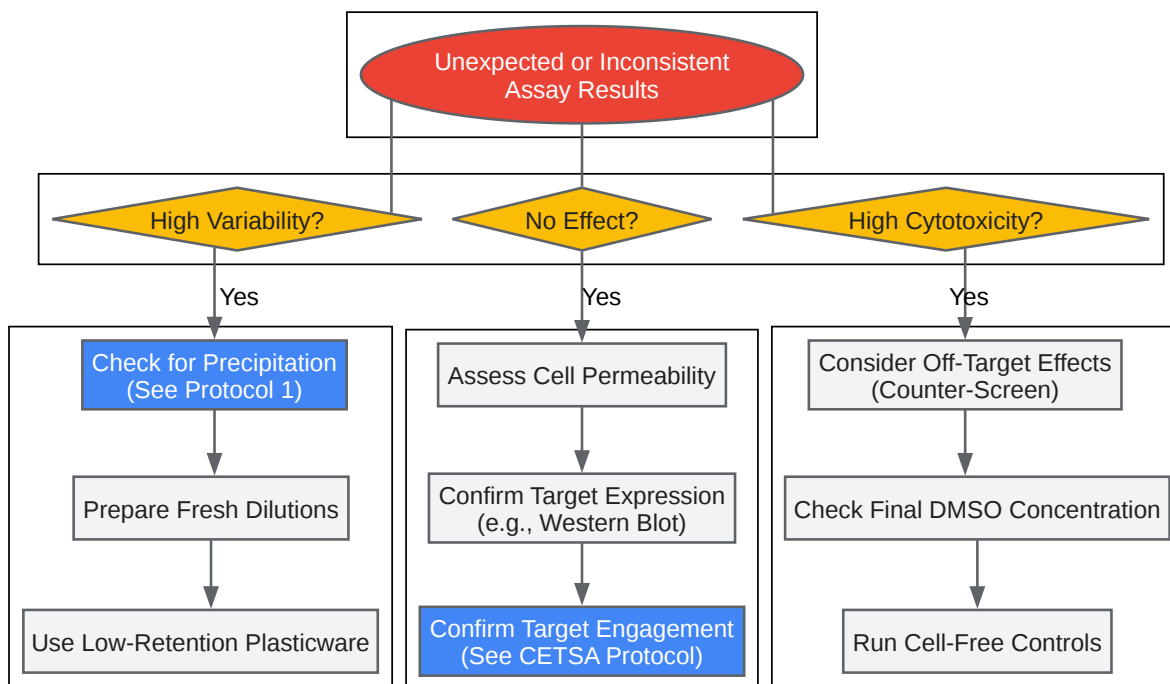 Unexpected or Inconsistent
Assay Results
High Variability?
No Effect?
High Cytotoxicity?
Yes
Yes
Yes
Check for Precipitation
(See Protocol 1)
Prepare Fresh Dilutions
Use Low-Retention Plasticware
Assess Cell Permeability
Confirm Target Expression
(e.g., Western Blot)
Confirm Target Engagement
(See CETSA Protocol)
Consider Off-Target Effects
(Counter-Screen)
Check Final DMSO Concentration
Run Cell-Free Controls